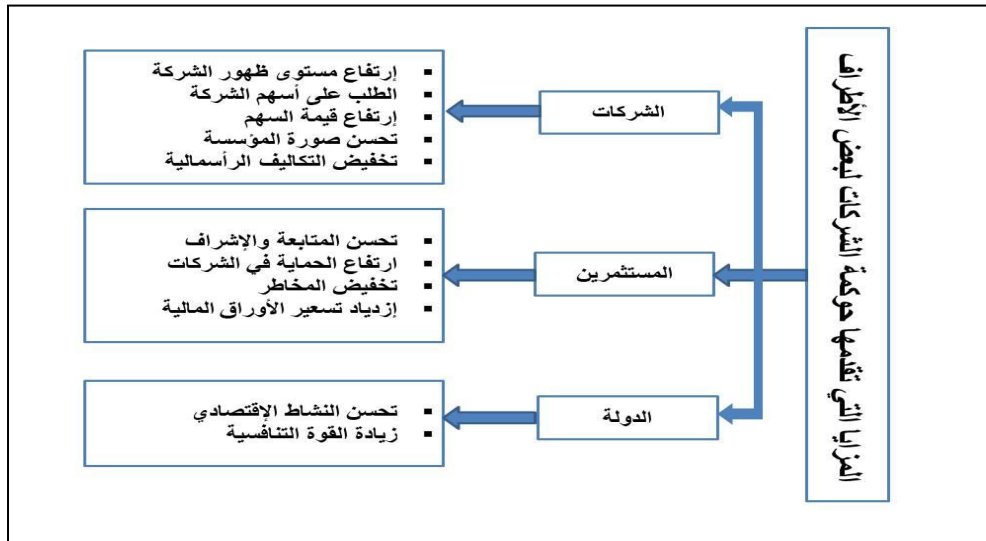 المزايا التي تقدمها حوكمة الشركات لبعض الأطراف
الشركات
إرتفاع مستوى ظهور الشركة
الطلب على أسهم الشركة
إرتفاع قيمة السهم
تحسن صورة المؤسسة
تخفيض التكاليف الرأسمالية
المستثمرين
تحسن المتابعة والإشراف
ارتفاع الحماية في الشركات
تخفيض المخاطر
إزدياد تسعير الأوراق المالية
الدولة
تحسن النشاط الإقتصادي
زيادة القوة التنافسية